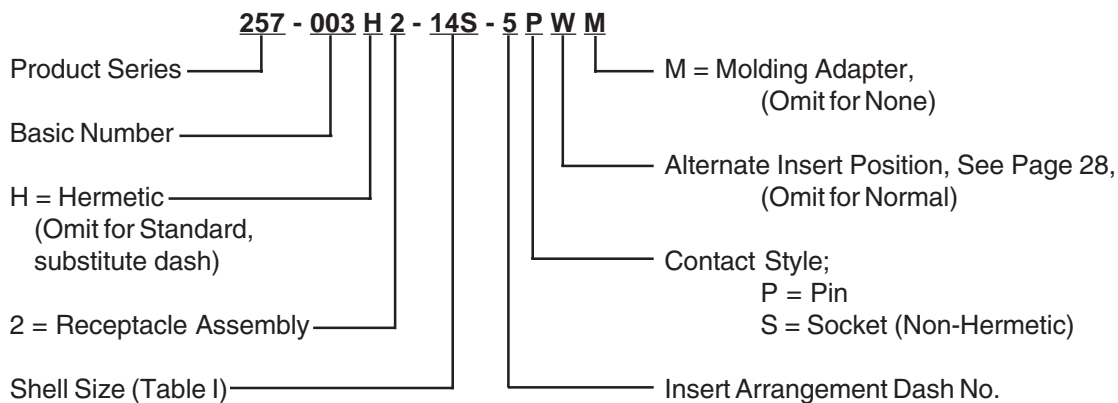 257 - 003 H 2 - 14S - 5 P W M
Product Series
Basic Number
H = Hermetic
(Omit for Standard,
substitute dash)
2 = Receptacle Assembly
Shell Size (Table I)
M = Molding Adapter,
(Omit for None)
Alternate Insert Position, See Page 28,
(Omit for Normal)
Contact Style;
P = Pin
S = Socket (Non-Hermetic)
Insert Arrangement Dash No.